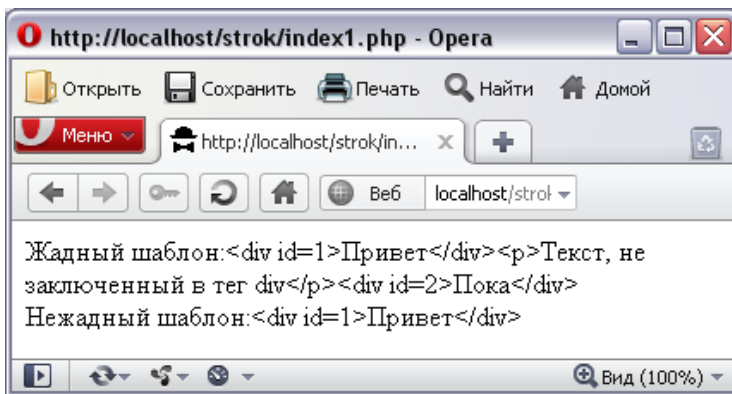 http://localhost/strok/index1.php - Opera
Открыть Сохранить Печать Найти Домой
Меню http://localhost/strok/in...
Веб localhost/strok
Жадный шаблон:<div id=1>Привет</div><p>Текст, не
заключенный в тег div</p><div id=2>Пока</div>
Нежадный шаблон:<div id=1>Привет</div>
Вид (100%)